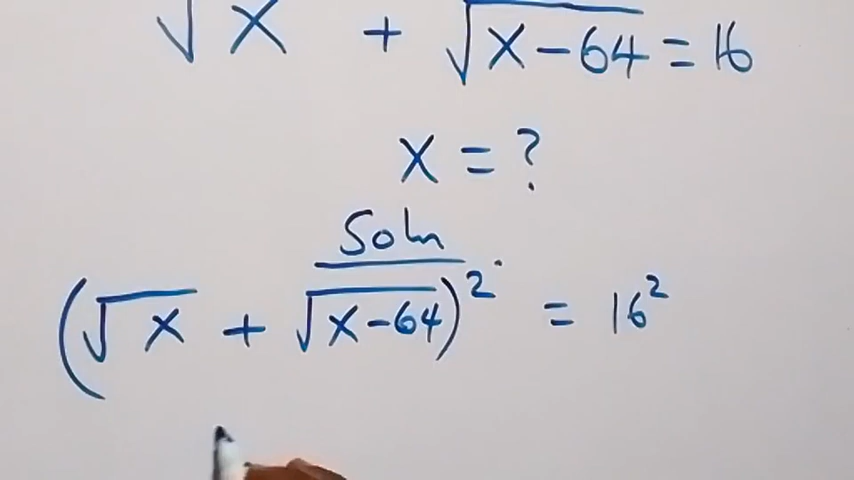 √x + √x-64 = 16
x = ?
Soln
(√x + √x-64)² = 16²